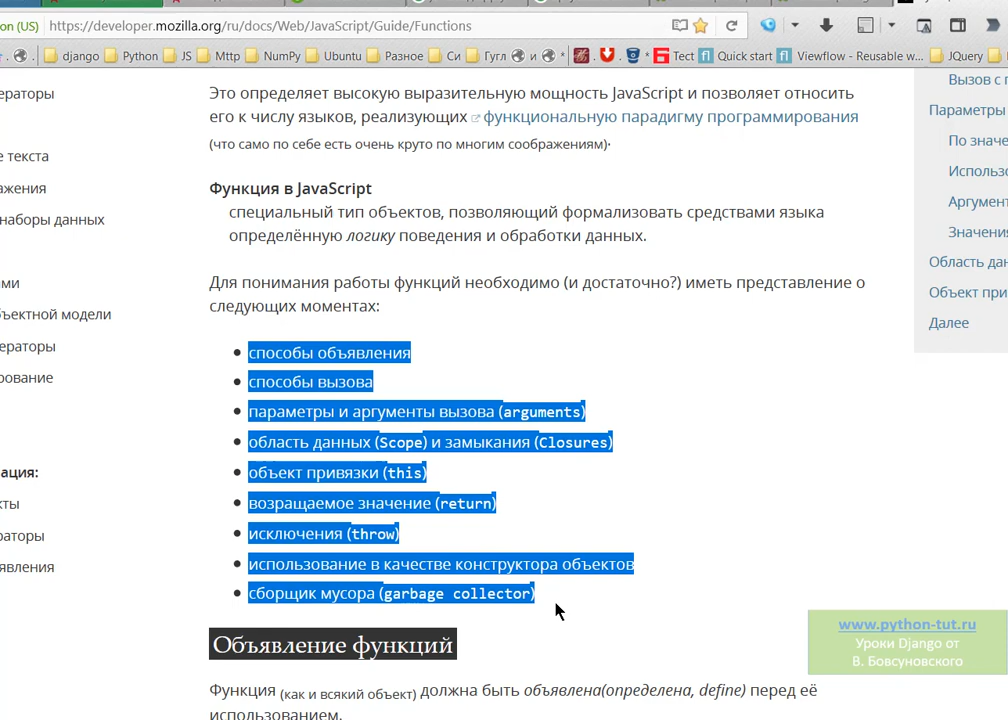 on (US) https://developer.mozilla.org/ru/docs/Web/JavaScript/Guide/Functions
django Python JS Mttp NumPy Ubuntu Разное Си Гугл и * Тест Quick start Viewflow - Reusable w... JQuery
ераторы
е текста
ажения
наборы данных
ами
бъектной модели
ераторы
рование
ация:
кты
раторы
явления
Это определяет высокую выразительную мощность JavaScript и позволяет относить
его к числу языков, реализующих функциональную парадигму программирования
(что само по себе есть очень круто по многим соображениям).
Функция в JavaScript
специальный тип объектов, позволяющий формализовать средствами языка
определённую логику поведения и обработки данных.
Для понимания работы функций необходимо (и достаточно?) иметь представление о
следующих моментах:
• способы объявления
• способы вызова
• параметры и аргументы вызова (arguments)
• область данных (Scope) и замыкания (Closures)
• объект привязки (this)
• возращаемое значение (return)
• исключения (throw)
• использование в качестве конструктора объектов
• сборщик мусора (garbage collector)
Объявление функций
Функция (как и всякий объект) должна быть объявлена(определена, define) перед её
использованием.
Вызов с п
Параметры
По значе
Использо
Аргумент
Значения
Область дан
Объект при
Далее
www.python-tut.ru
Уроки Django от
В. Бовсуновского